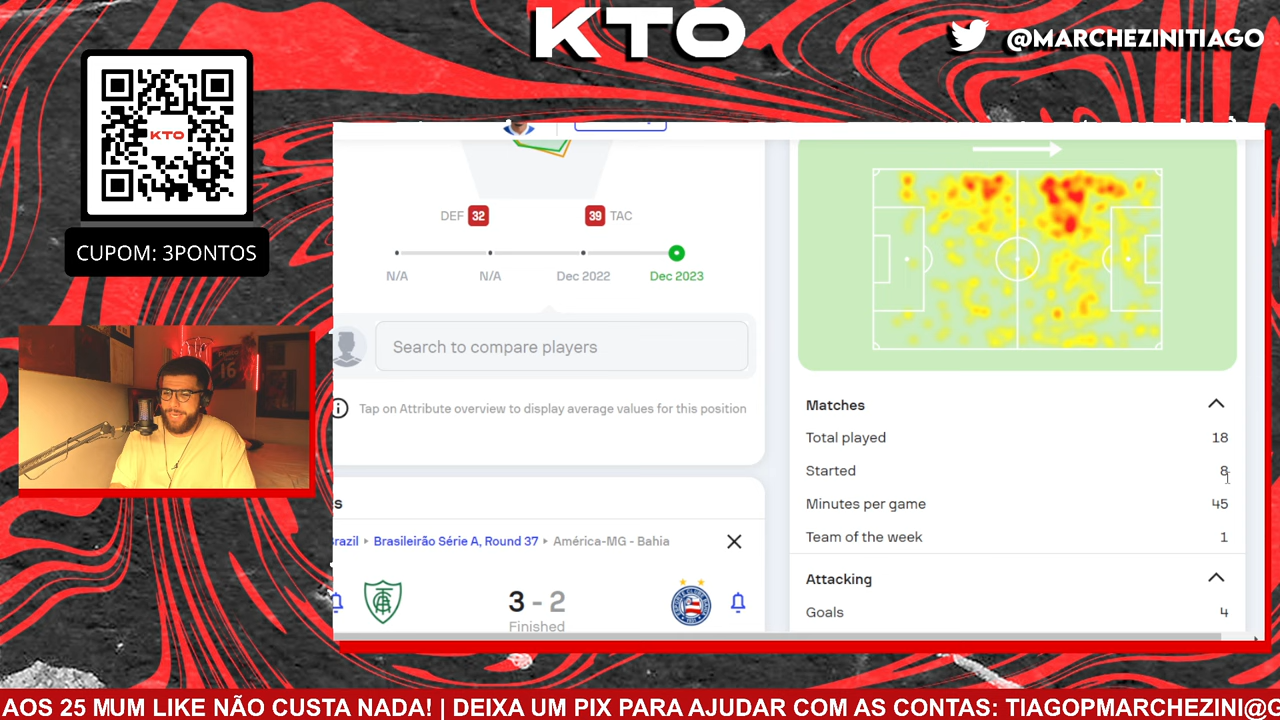 KTO
@MARCHEZINITIAGO
KTO
CUPOM: 3PONTOS
DEF 32
39 TAC
N/A
N/A
Dec 2022
Dec 2023
Search to compare players
Tap on Attribute overview to display average values for this position
s
razil
Brasileirão Série A, Round 37
América-MG - Bahia
3 - 2
Finished
Matches
Total played 18
Started 8
Minutes per game 45
Team of the week 1
Attacking
Goals 4
16
AOS 25 MUM LIKE NÃO CUSTA NADA! | DEIXA UM PIX PARA AJUDAR COM AS CONTAS: TIAGOPMARCHEZINI@G